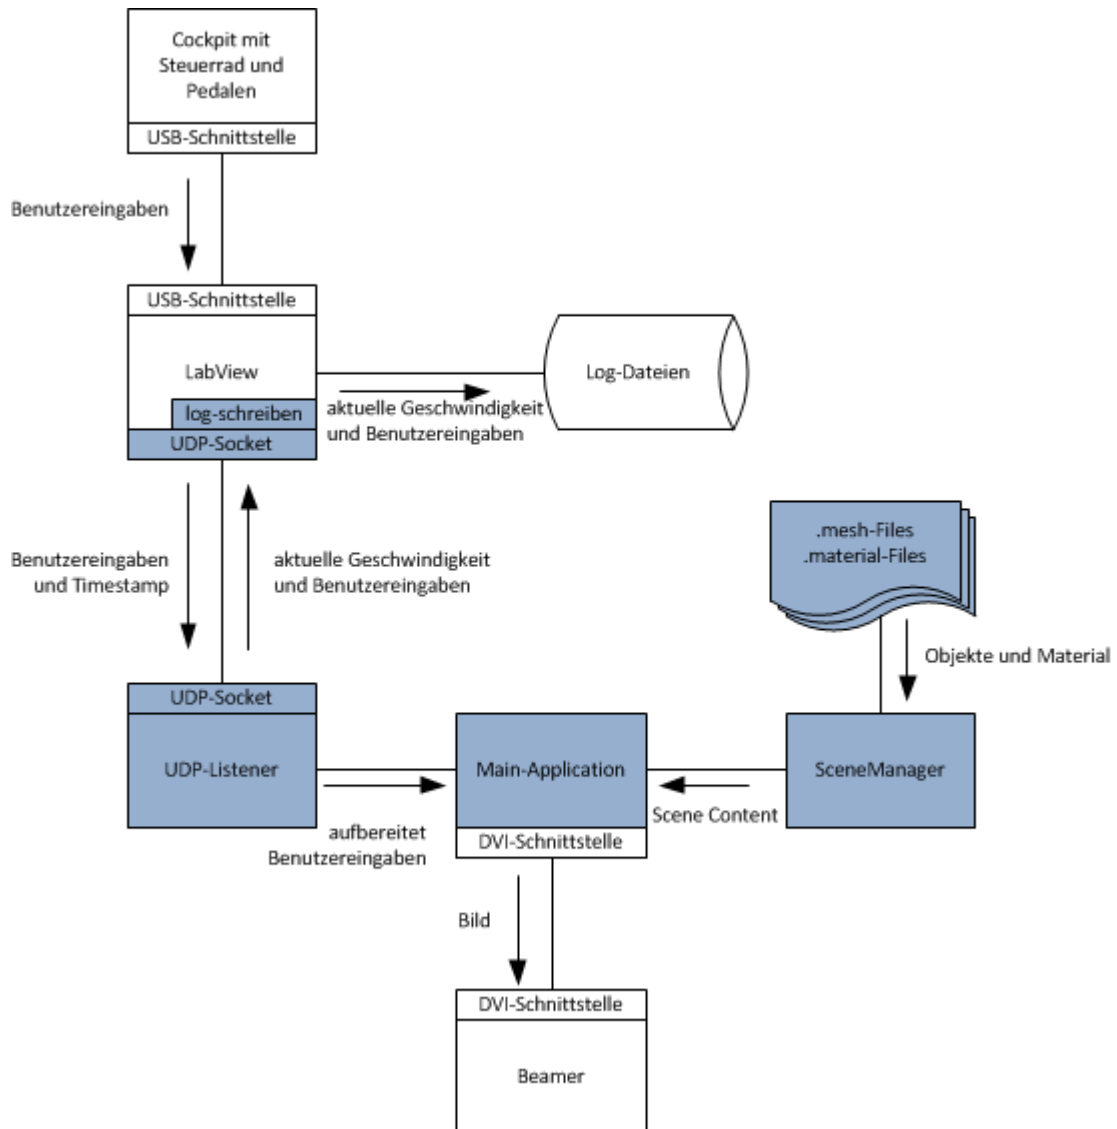 Cockpit mit
Steuerrad und
Pedalen
USB-Schnittstelle
Benutzereingaben
USB-Schnittstelle
LabView
log-schreiben
UDP-Socket
aktuelle Geschwindigkeit
und Benutzereingaben
Log-Dateien
Benutzereingaben
und Timestamp
aktuelle Geschwindigkeit
und Benutzereingaben
.mesh-Files
.material-Files
Objekte und Material
UDP-Socket
UDP-Listener
Main-Application
SceneManager
aufbereitet
Benutzereingaben
Scene Content
DVI-Schnittstelle
Bild
DVI-Schnittstelle
Beamer